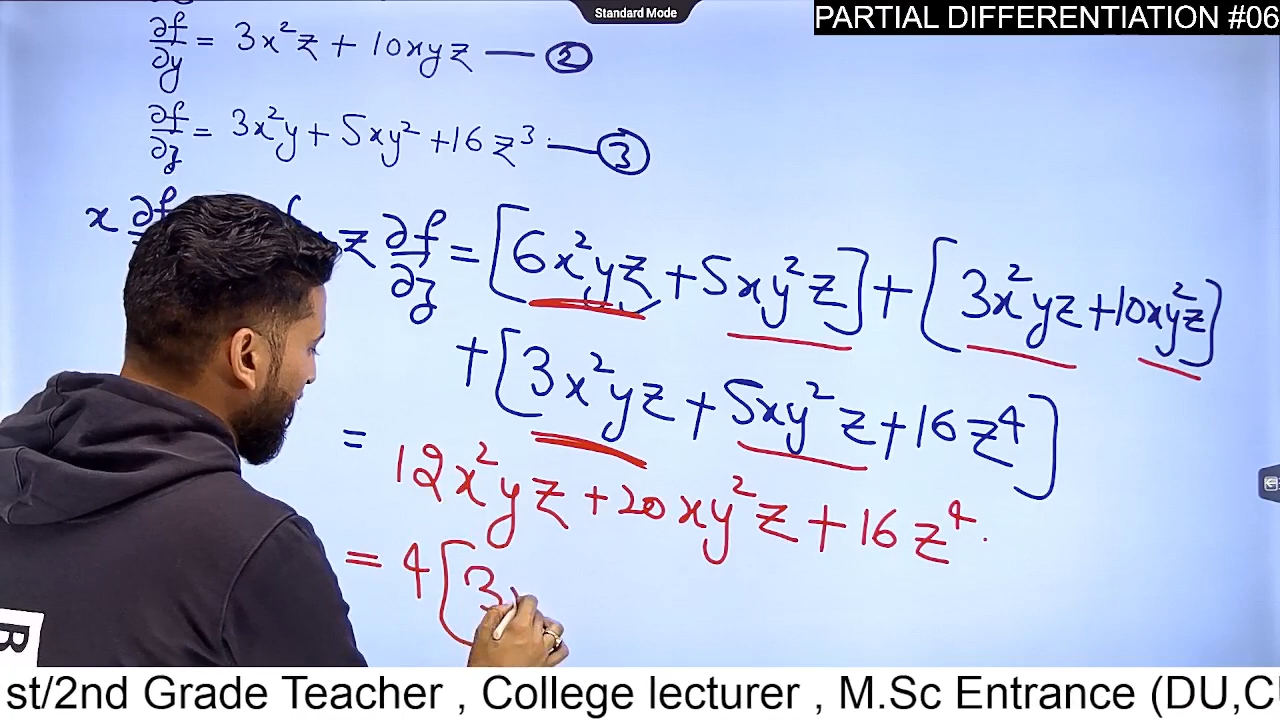 Standard Mode
PARTIAL DIFFERENTIATION #06
∂f/∂y = 3x²z + 10xyz — ②
∂f/∂z = 3x²y + 5xy² + 16z³ — ③
x ∂f z ∂f/∂z = [6x²yz + 5xy²z] + [3x²yz + 10xy²z]
+ [3x²yz + 5xy²z + 16z⁴]
=
12x²yz + 20xy²z + 16z⁴.
= 4[3
B
st/2nd Grade Teacher , College lecturer , M.Sc Entrance (DU,